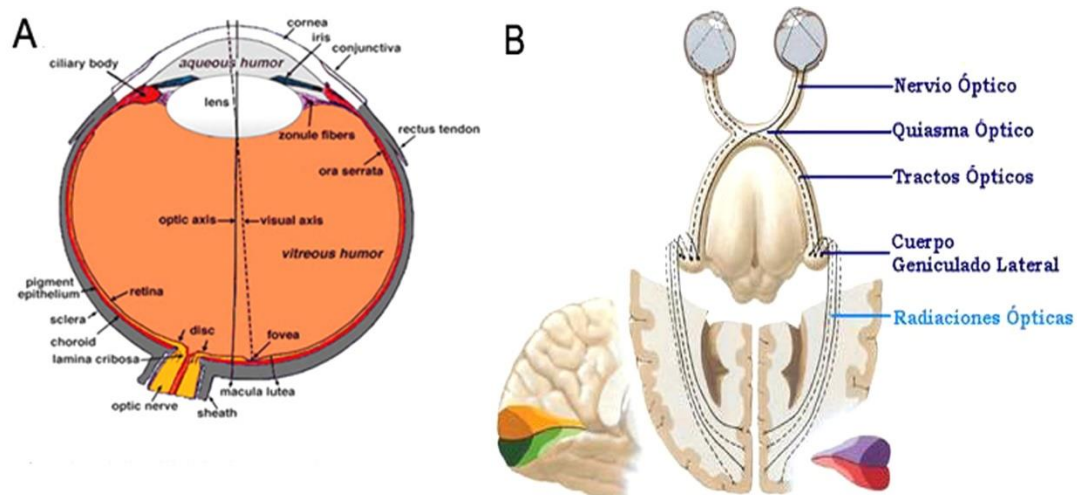 A
cornea
iris
conjunctiva
aqueous humor
ciliary body
lens
zonule fibers
rectus tendon
ora serrata
optic axis
visual axis
vitreous humor
pigment
epithelium
retina
sclera
choroid
disc
fovea
lamina cribosa
macula lutea
optic nerve
sheath
B
Nervio Óptico
Quiasma Óptico
Tractos Ópticos
Cuerpo
Geniculado Lateral
Radiaciones Ópticas